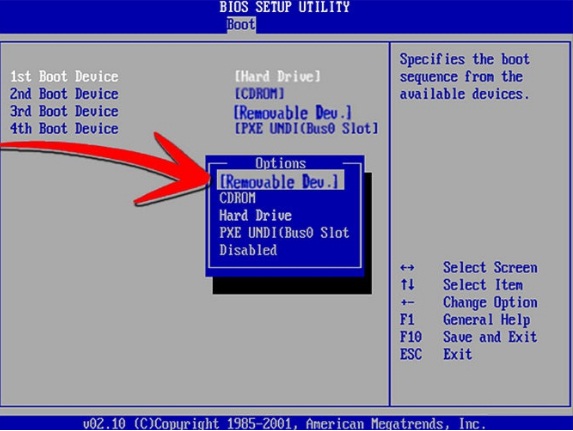 BIOS SETUP UTILITY
Boot
1st Boot Device [Hard Drive]
2nd Boot Device [CDROM]
3rd Boot Device [Removable Dev.]
4th Boot Device [PXE UNDI(Bus0 Slot]
Options
[Removable Dev.]
CDROM
Hard Drive
PXE UNDI(Bus0 Slot
Disabled
Specifies the boot
sequence from the
available devices.
↔ Select Screen
↑↓ Select Item
+- Change Option
F1 General Help
F10 Save and Exit
ESC Exit
v02.10 (C)Copyright 1985-2001, American Megatrends, Inc.